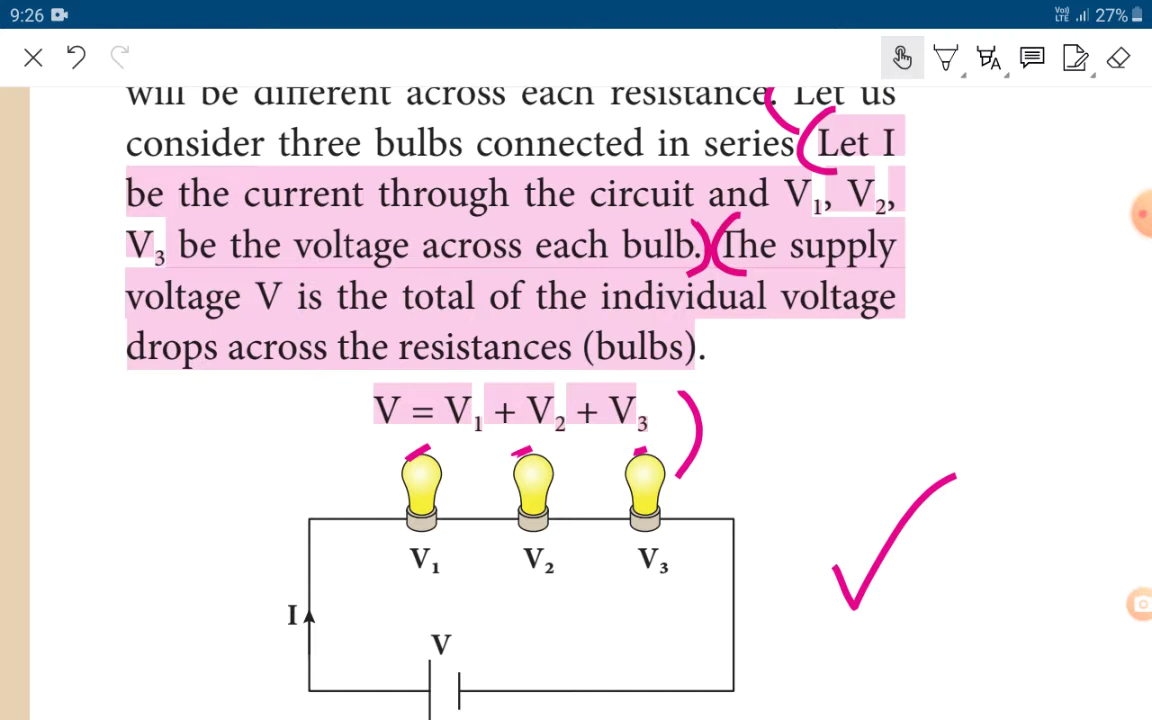 9:26
Vo) LTE 27%
will be different across each resistance. Let us
consider three bulbs connected in series. Let I
be the current through the circuit and V₁, V₂,
V₃ be the voltage across each bulb. The supply
voltage V is the total of the individual voltage
drops across the resistances (bulbs).
V = V₁ + V₂ + V₃
V₁ V₂ V₃
I
V